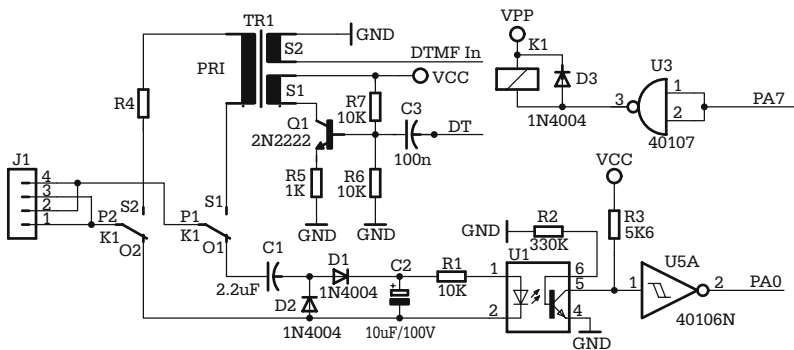 TR1
VPP
S2
GND
K1
DTMF In
U3
PRI
VCC
D3
3
1
PA7
S1
R7
10K
C3
1N4004
2
R4
Q1
2N2222
DT
100n
40107
VCC
J1
R5
1K
R6
10K
4
3
2
1
S2
P2
K1
O2
S1
P1
K1
O1
GND
GND
GND
R2
330K
R3
5K6
C1
2.2uF
D1
1N4004
C2
+
R1
10K
U1
1
6
5
1
U5A
2
PA0
D2
1N4004
10uF/100V
2
4
GND
40106N